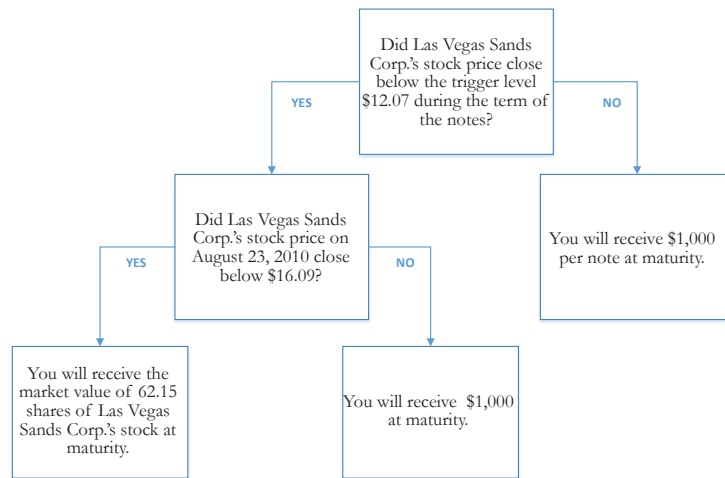 Did Las Vegas Sands
Corp.'s stock price close
below the trigger level
$12.07 during the term of
the notes?
YES
NO
Did Las Vegas Sands
Corp.'s stock price on
August 23, 2010 close
below $16.09?
You will receive $1,000
per note at maturity.
YES
NO
You will receive the
market value of 62.15
shares of Las Vegas
Sands Corp.'s stock at
maturity.
You will receive $1,000
at maturity.